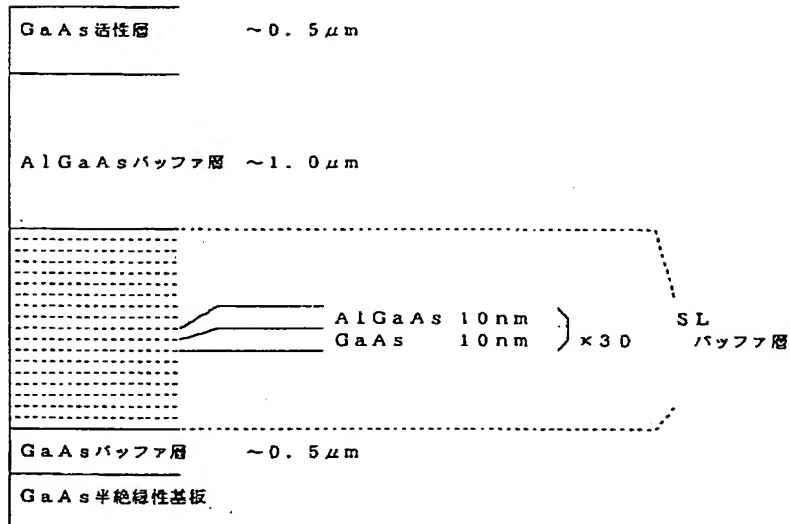 GaAs活性層 ~0.5μm
AlGaAsバッファ層 ~1.0μm
AlGaAs 10nm
GaAs 10nm
×30
SL
バッファ層
GaAsバッファ層 ~0.5μm
GaAs半絶縁性基板